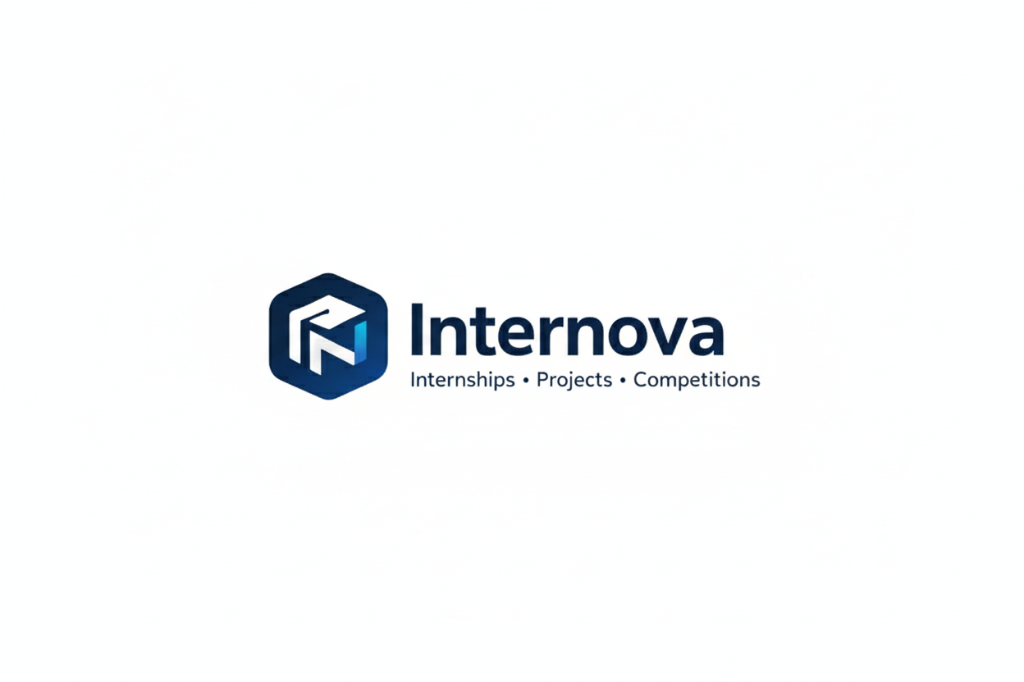 Internova
Internships • Projects • Competitions